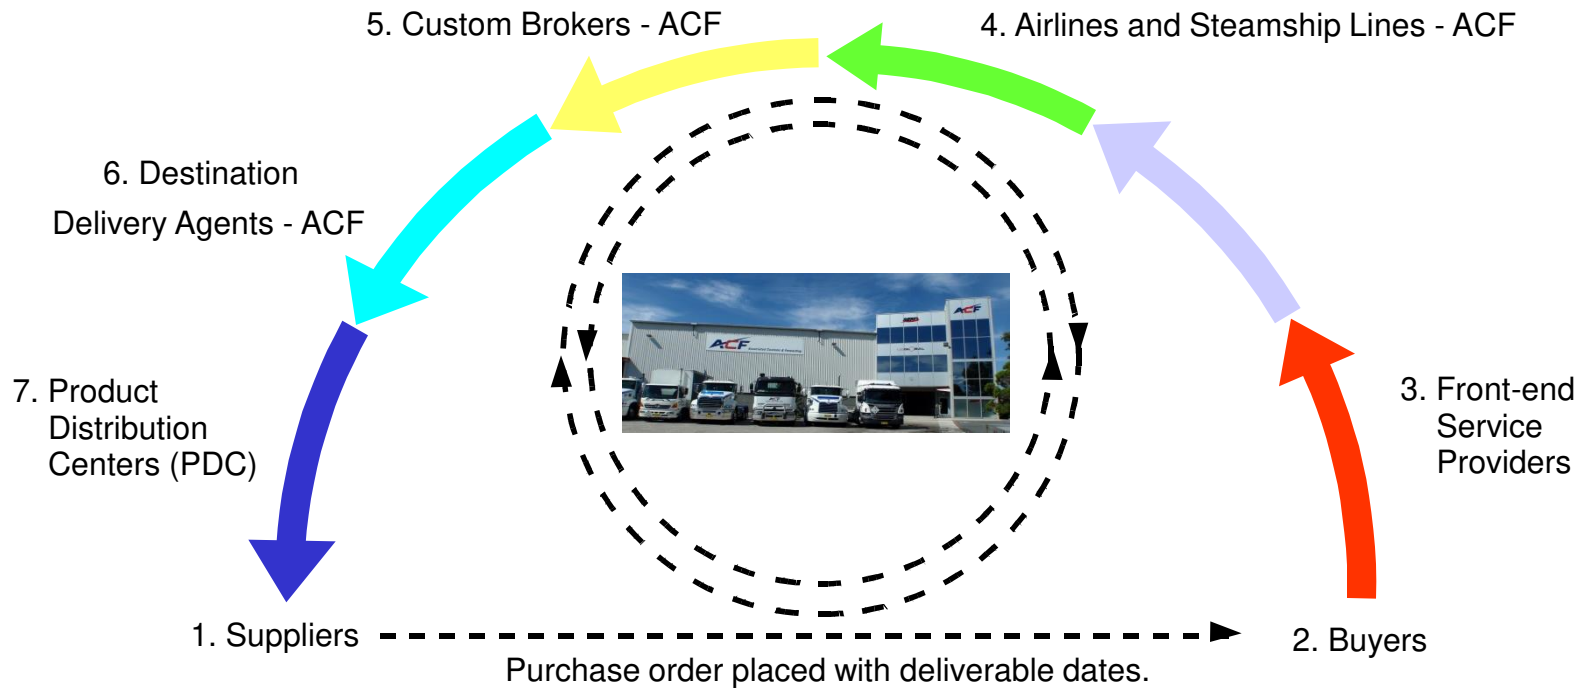 5. Custom Brokers - ACF
4. Airlines and Steamship Lines - ACF
6. Destination
Delivery Agents - ACF
7. Product
Distribution
Centers (PDC)
3. Front-end
Service
Providers
ACF
ACF
1. Suppliers
2. Buyers
Purchase order placed with deliverable dates.